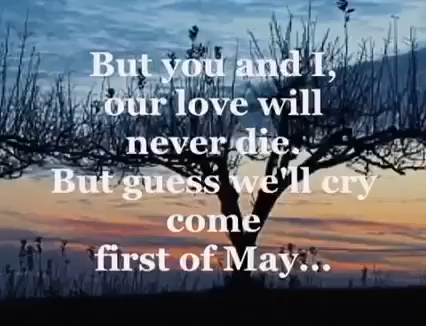 But you and I,
our love will
never die.
But guess we'll cry
come
first of May...